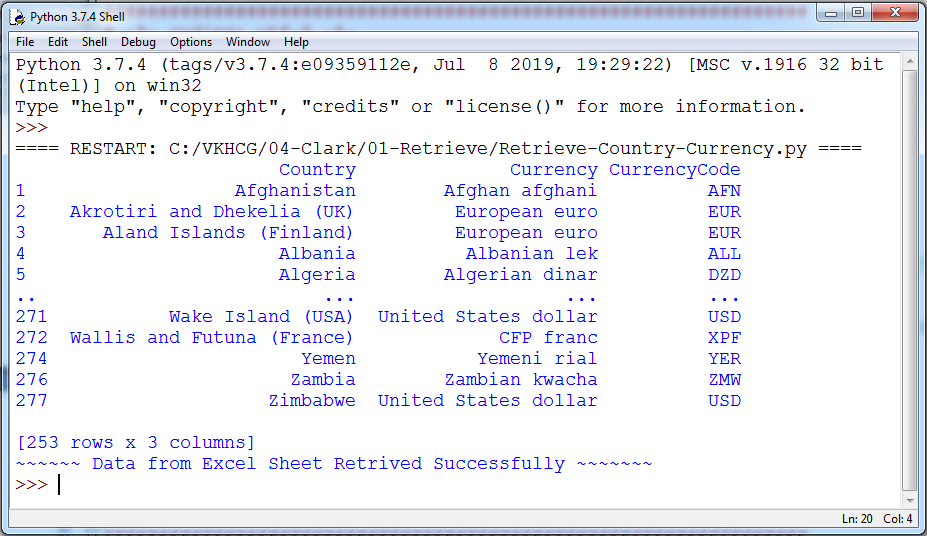 Python 3.7.4 Shell
File Edit Shell Debug Options Window Help
Python 3.7.4 (tags/v3.7.4:e09359112e, Jul  8 2019, 19:29:22) [MSC v.1916 32 bit
(Intel)] on win32
Type "help", "copyright", "credits" or "license()" for more information.
>>>
==== RESTART: C:/VKHCG/04-Clark/01-Retrieve/Retrieve-Country-Currency.py ====
                        Country              Currency CurrencyCode
1                   Afghanistan        Afghan afghani          AFN
2    Akrotiri and Dhekelia (UK)         European euro          EUR
3       Aland Islands (Finland)         European euro          EUR
4                       Albania          Albanian lek          ALL
5                       Algeria        Algerian dinar          DZD
..                          ...                   ...          ...
271           Wake Island (USA)  United States dollar          USD
272  Wallis and Futuna (France)             CFP franc          XPF
274                       Yemen           Yemeni rial          YER
276                      Zambia        Zambian kwacha          ZMW
277                    Zimbabwe  United States dollar          USD
[253 rows x 3 columns]
~~~~~~ Data from Excel Sheet Retrived Successfully ~~~~~~~
>>>
Ln: 20 Col: 4